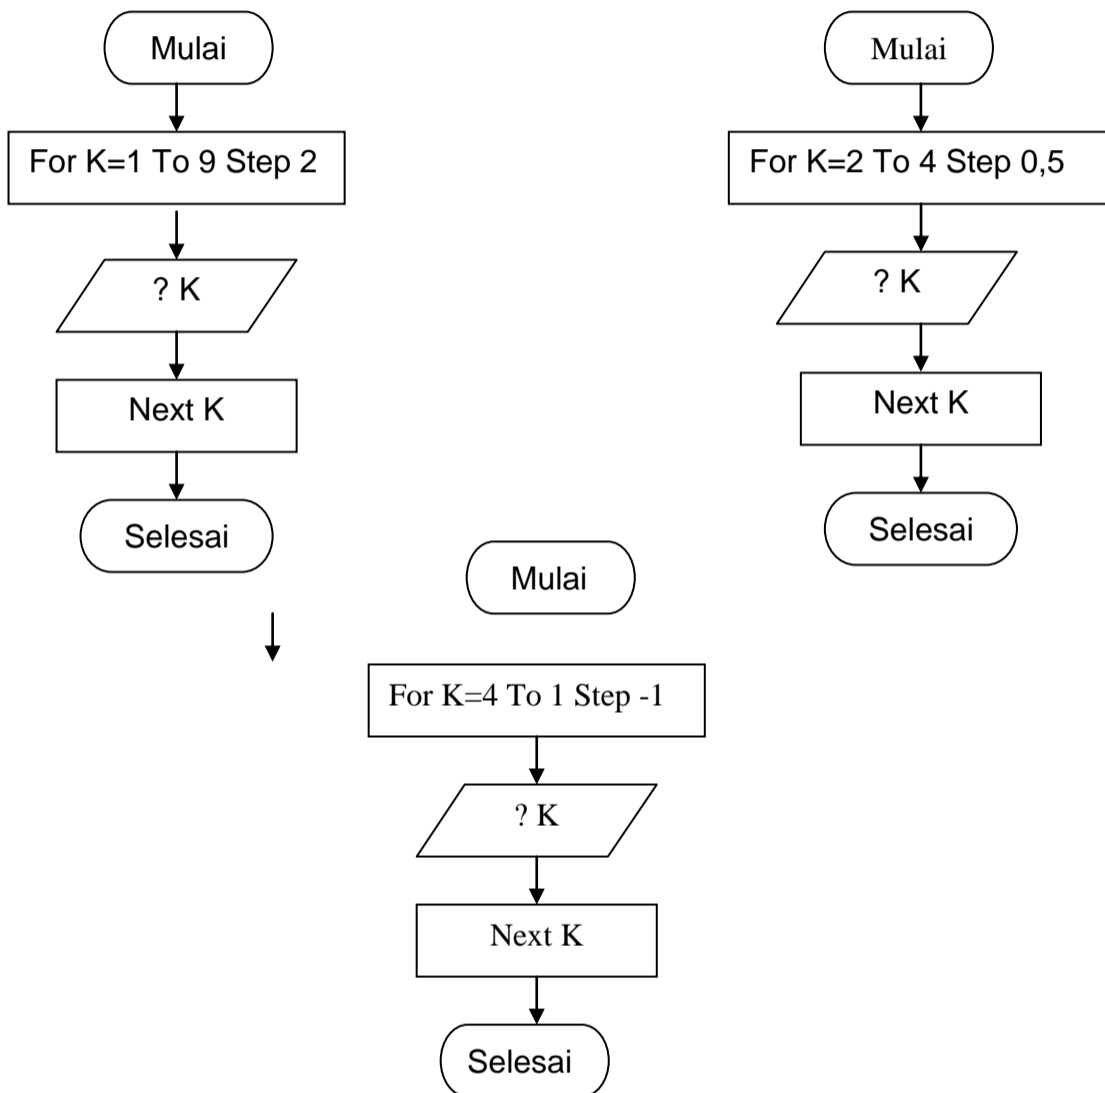 Mulai
For K=1 To 9 Step 2
? K
Next K
Selesai
Mulai
For K=2 To 4 Step 0,5
? K
Next K
Selesai
Mulai
For K=4 To 1 Step -1
? K
Next K
Selesai